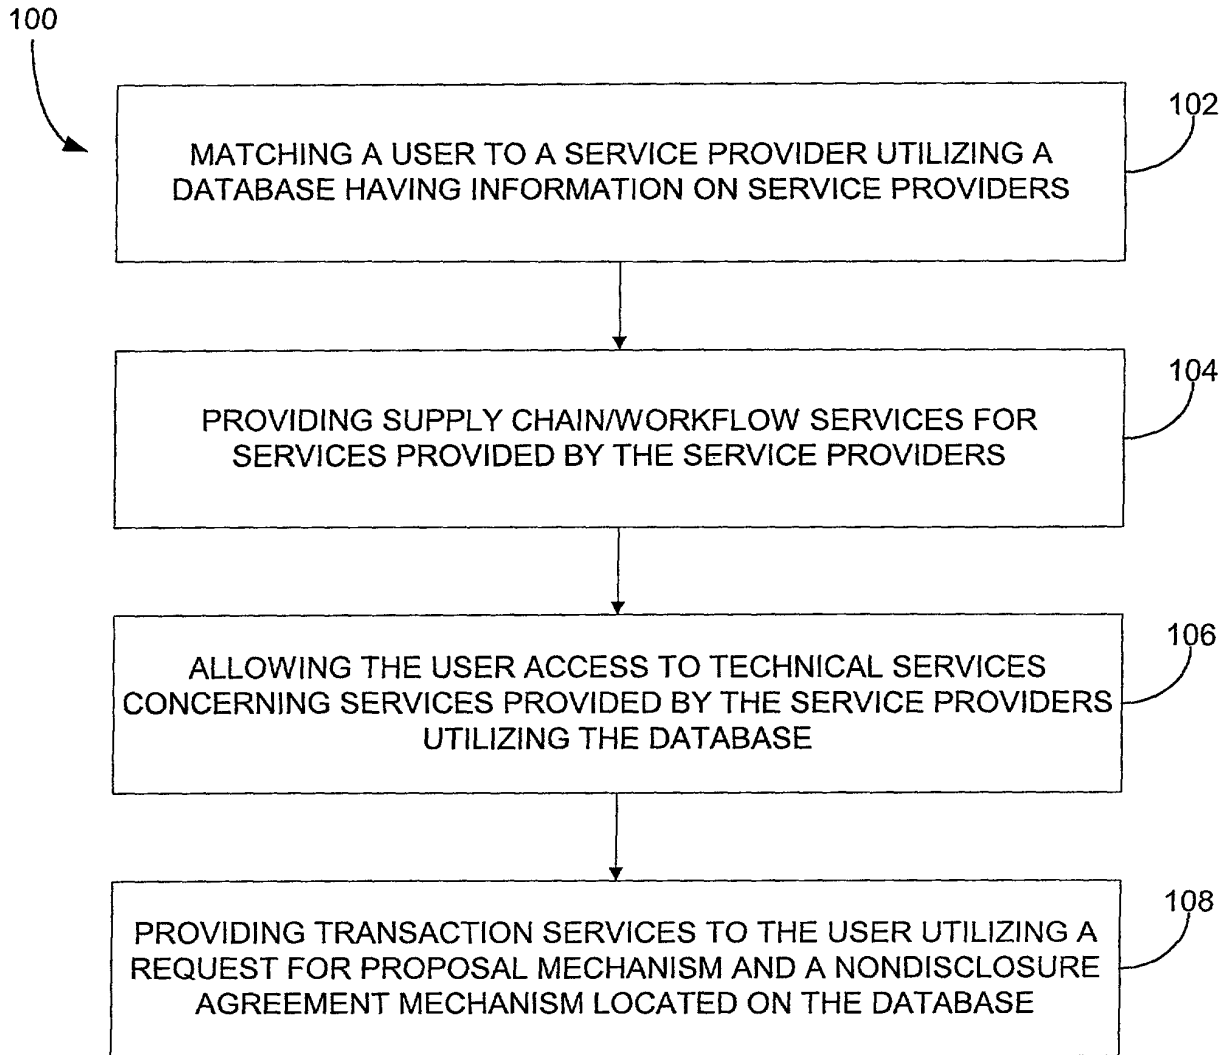 100
102
MATCHING A USER TO A SERVICE PROVIDER UTILIZING A
DATABASE HAVING INFORMATION ON SERVICE PROVIDERS
104
PROVIDING SUPPLY CHAIN/WORKFLOW SERVICES FOR
SERVICES PROVIDED BY THE SERVICE PROVIDERS
106
ALLOWING THE USER ACCESS TO TECHNICAL SERVICES
CONCERNING SERVICES PROVIDED BY THE SERVICE PROVIDERS
UTILIZING THE DATABASE
108
PROVIDING TRANSACTION SERVICES TO THE USER UTILIZING A
REQUEST FOR PROPOSAL MECHANISM AND A NONDISCLOSURE
AGREEMENT MECHANISM LOCATED ON THE DATABASE